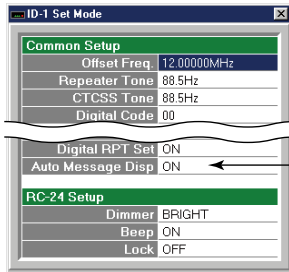 ID-1 Set Mode
Common Setup
Offset Freq. 12.00000MHz
Repeater Tone 88.5Hz
CTCSS Tone 88.5Hz
Digital Code 00
Digital RPT Set ON
Auto Message Disp ON
RC-24 Setup
Dimmer BRIGHT
Beep ON
Lock OFF